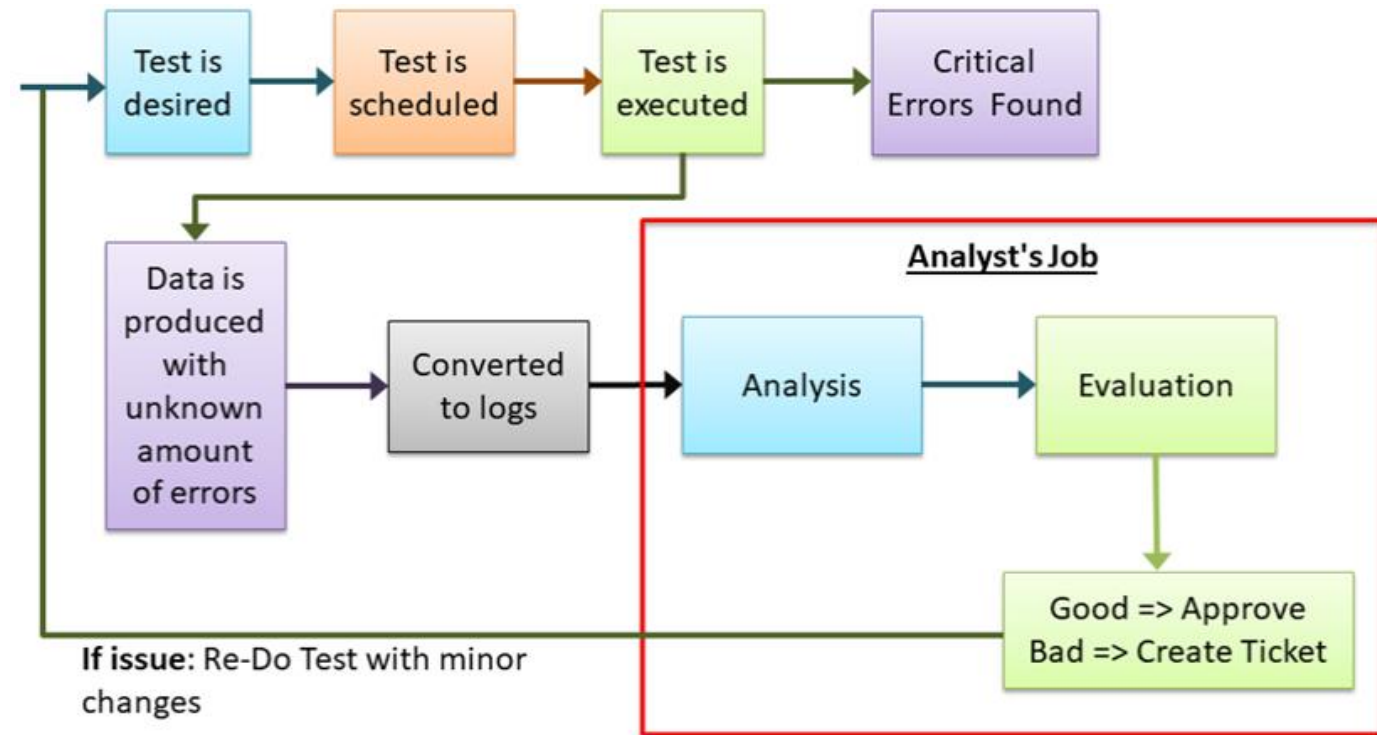 Test is
desired
Test is
scheduled
Test is
executed
Critical
Errors Found
Data is
produced
with
unknown
amount
of errors
Converted
to logs
Analyst's Job
Analysis
Evaluation
Good => Approve
Bad => Create Ticket
If issue: Re-Do Test with minor
changes